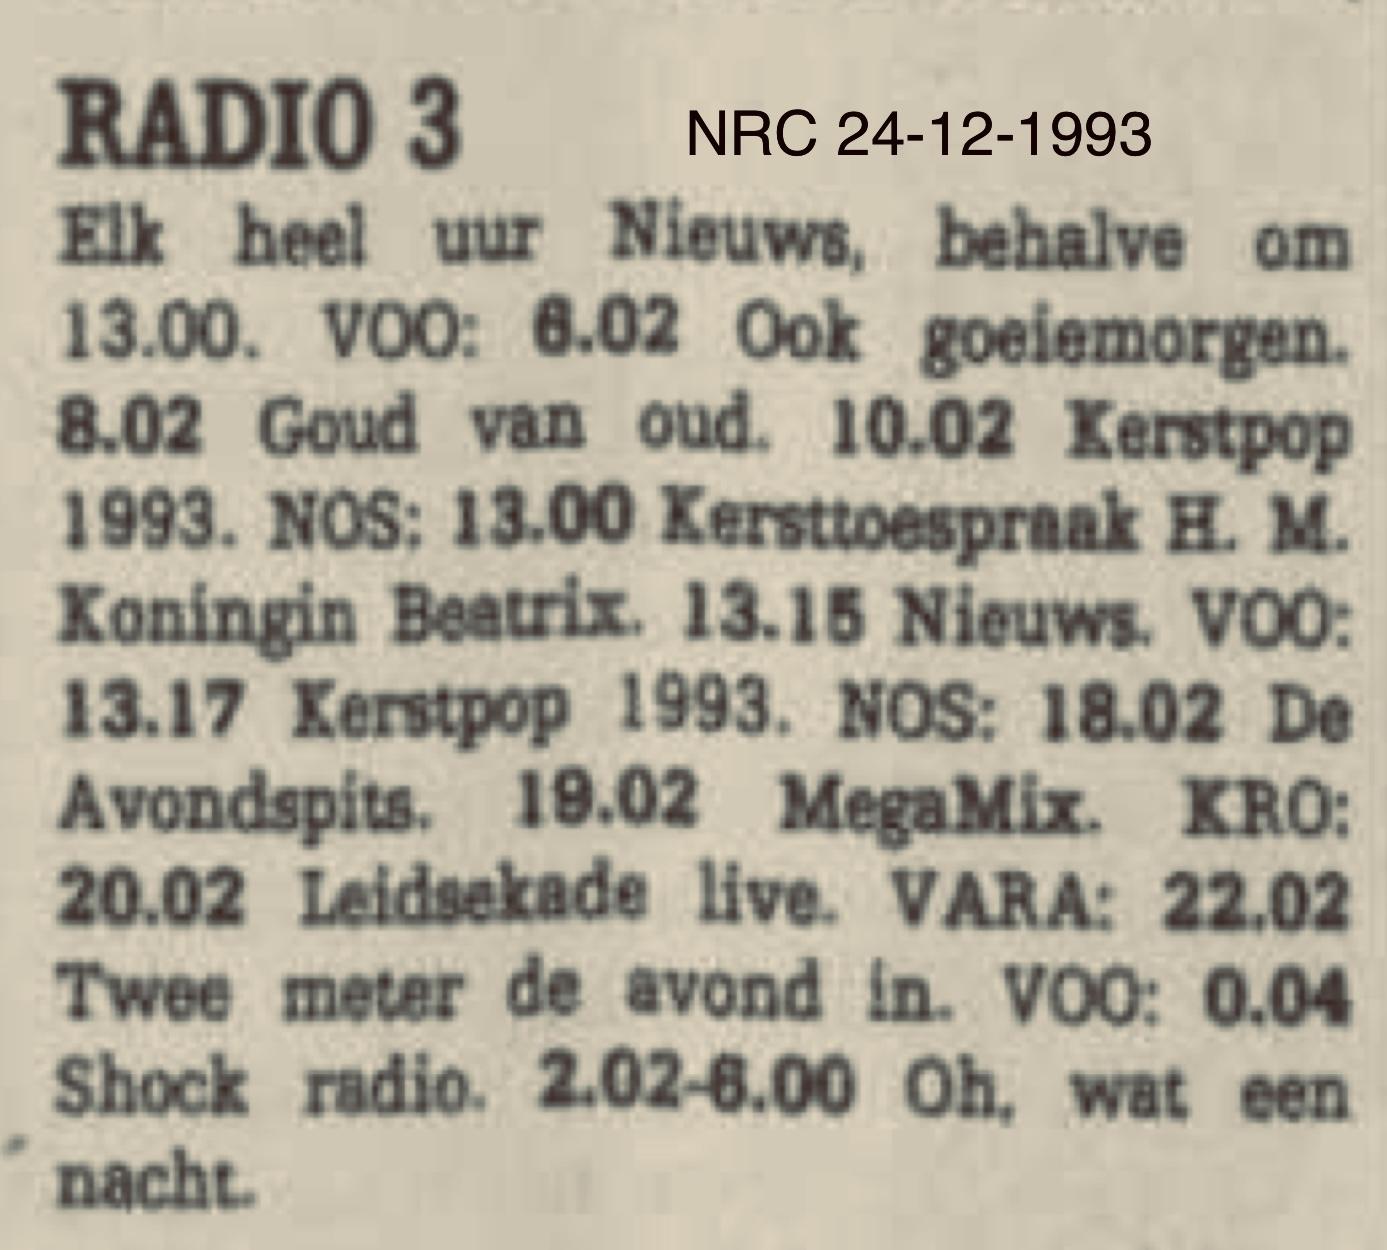 RADIO 3
NRC 24-12-1993
Elk heel uur Nieuws, behalve om
13.00. VOO: 6.02 Ook goeiemorgen.
8.02 Goud van oud. 10.02 Kerstpop
1993. NOS: 13.00 Kersttoespraak H. M.
Koningin Beatrix. 13.15 Nieuws. VOO:
13.17 Kerstpop 1993. NOS: 18.02 De
Avondspits. 19.02 MegaMix. KRO:
20.02 Leidsekade live. VARA: 22.02
Twee meter de avond in. VOO: 0.04
Shock radio. 2.02-6.00 Oh, wat een
nacht.